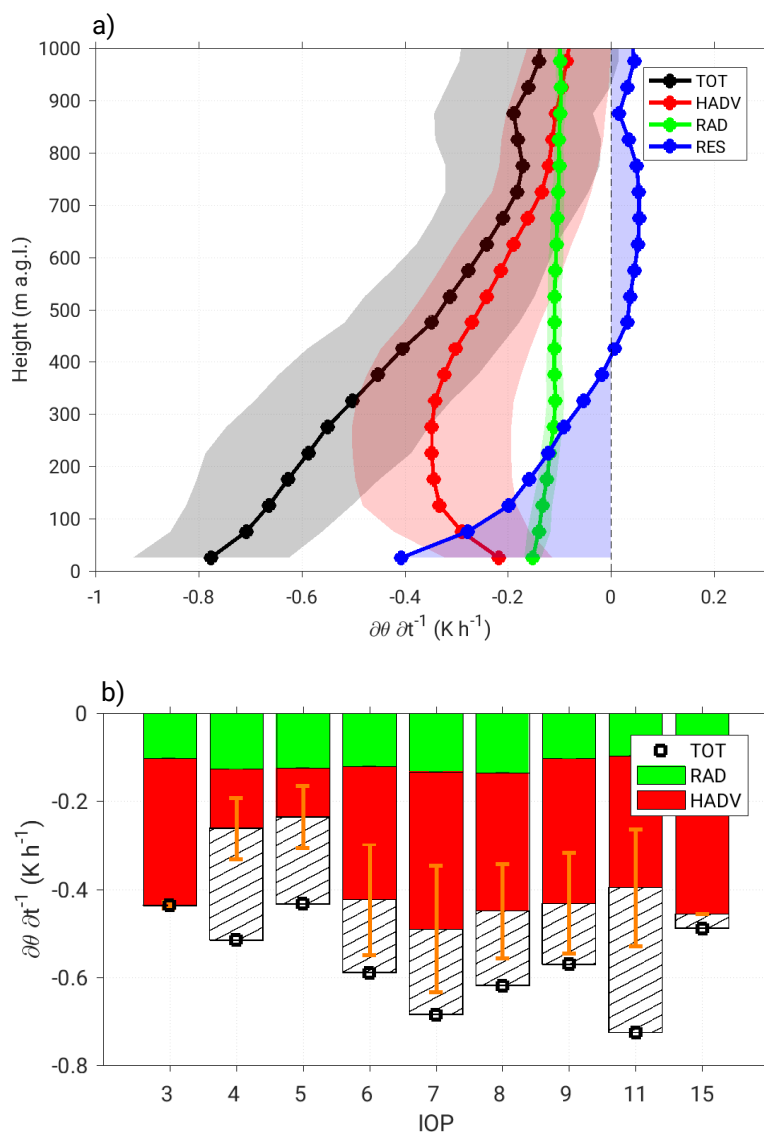 a)
1000
900
800
700
600
500
400
300
200
100
0
Height (m a.g.l.)
TOT
HADV
RAD
RES
-1 -0.8 -0.6 -0.4 -0.2 0 0.2
∂θ ∂t⁻¹ (K h⁻¹)
b)
0
-0.2
-0.4
-0.6
-0.8
∂θ ∂t⁻¹ (K h⁻¹)
TOT
RAD
HADV
3 4 5 6 7 8 9 11 15
IOP